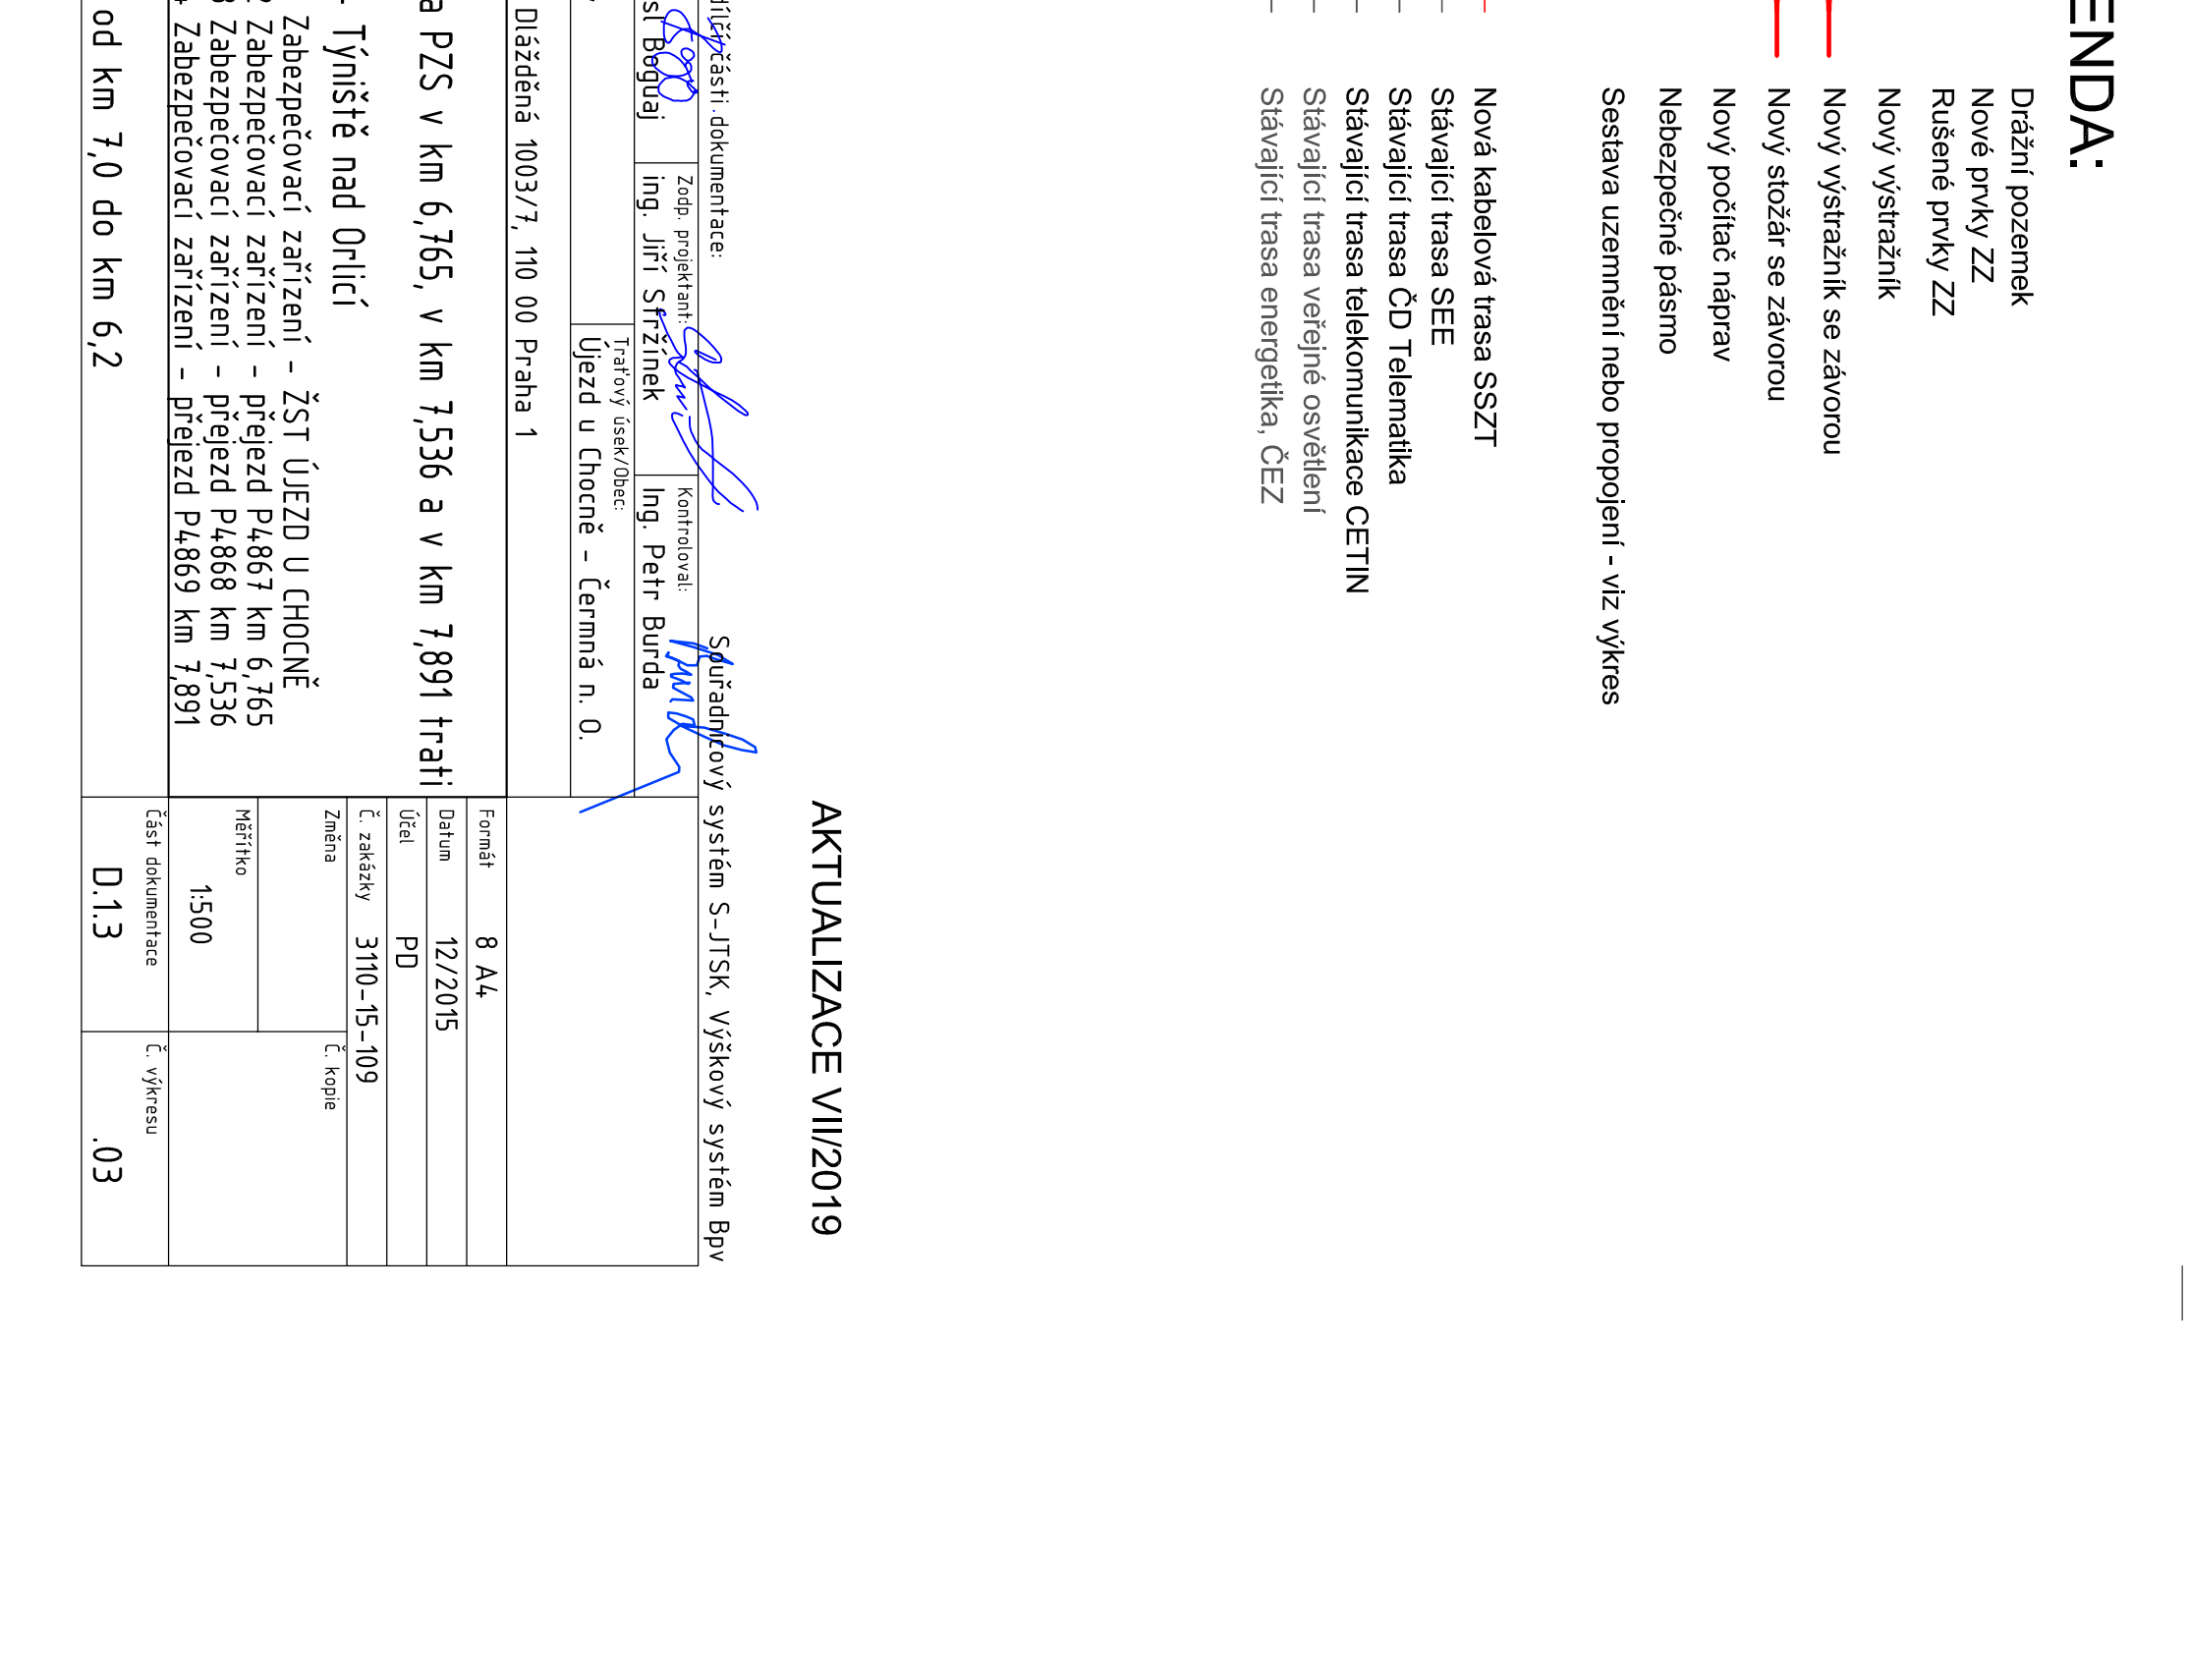 ENDA:
Drážní pozemek
Nové prvky ZZ
Rušené prvky ZZ
Nový výstražník
Nový výstražník se závorou
Nový stožár se závorou
Nový počítač náprav
Nebezpečné pásmo
Sestava uzemnění nebo propojení - viz výkres
Nová kabelová trasa SSZT
Stávající trasa SEE
Stávající trasa ČD Telematika
Stávající trasa telekomunikace CETIN
Stávající trasa veřejné osvětlení
Stávající trasa energetika, ČEZ
AKTUALIZACE VII/2019
dílčí části dokumentace:
Souřadnicový systém S-JTSK, Výškový systém Bpv
Zodp. projektant:
Kontroloval:
sl Boguaj
ing. Jiří Stržínek
Ing. Petr Burda
Traťový úsek/Obec:
Újezd u Chocně - Čermná n. O.
Dlážděná 1003/7, 110 00 Praha 1
a PZS v km 6,765, v km 7,536 a v km 7,891 trati
- Týniště nad Orlicí
Zabezpečovací zařízení - ŽST ÚJEZD U CHOCNĚ
2 Zabezpečovací zařízení - přejezd P4867 km 6,765
3 Zabezpečovací zařízení - přejezd P4868 km 7,536
4 Zabezpečovací zařízení - přejezd P4869 km 7,891
od km 7,0 do km 6,2
Formát 8 A4
Datum 12/2015
Účel PD
Č. zakázky 3110-15-109
Změna
Č. kopie
Měřítko
1:500
Část dokumentace
D.1.3
Č. výkresu
.03